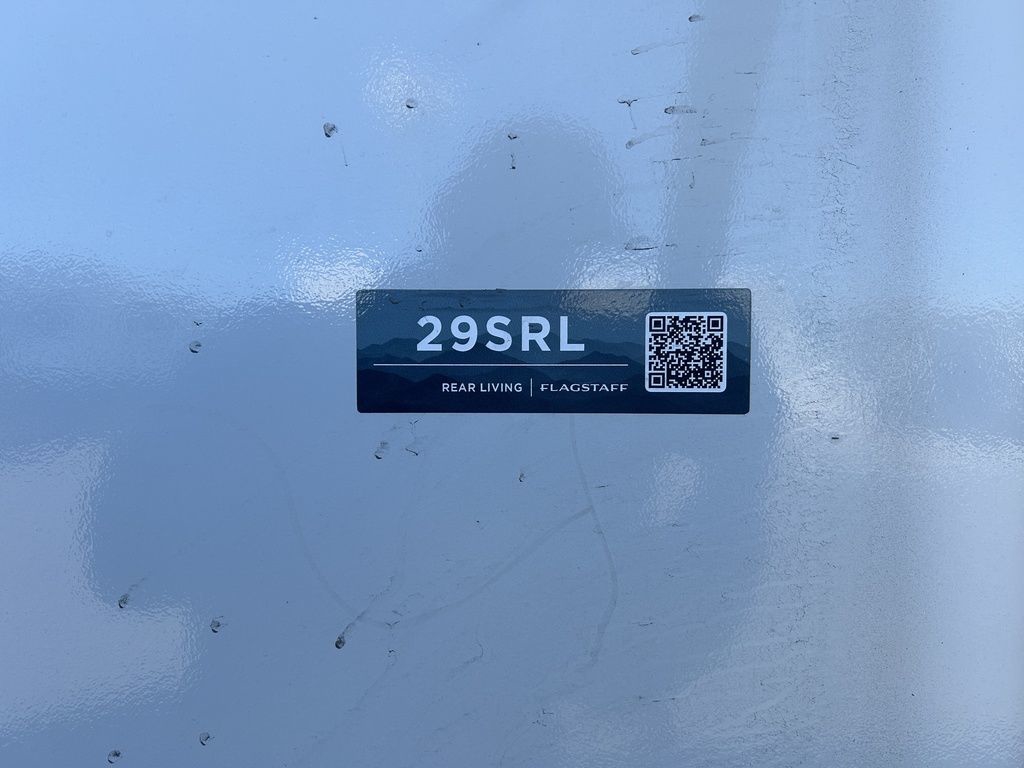 29SRL
REAR LIVING | FLAGSTAFF